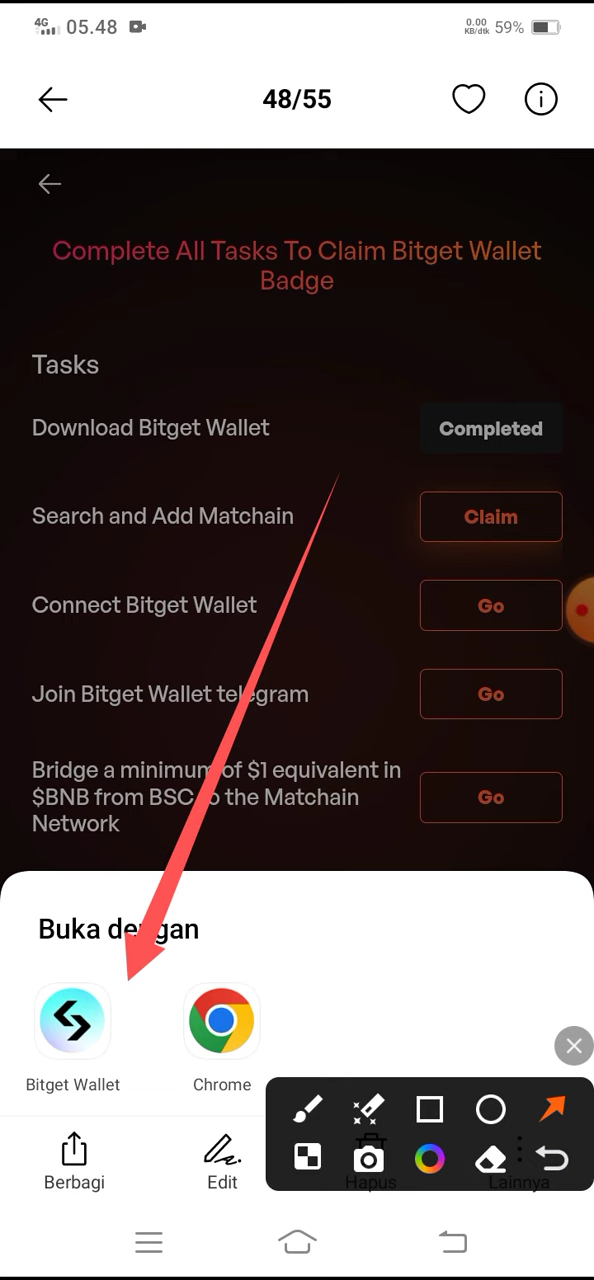 4G 05.48 0.00 KB/dtk 59%
48/55
Complete All Tasks To Claim Bitget Wallet
Badge
Tasks
Download Bitget Wallet Completed
Search and Add Matchain Claim
Connect Bitget Wallet Go
Join Bitget Wallet telegram Go
Bridge a minimum of $1 equivalent in
$BNB from BSC to the Matchain Go
Network
Buka dengan
Bitget Wallet Chrome
Berbagi Edit Hapus Lainnya